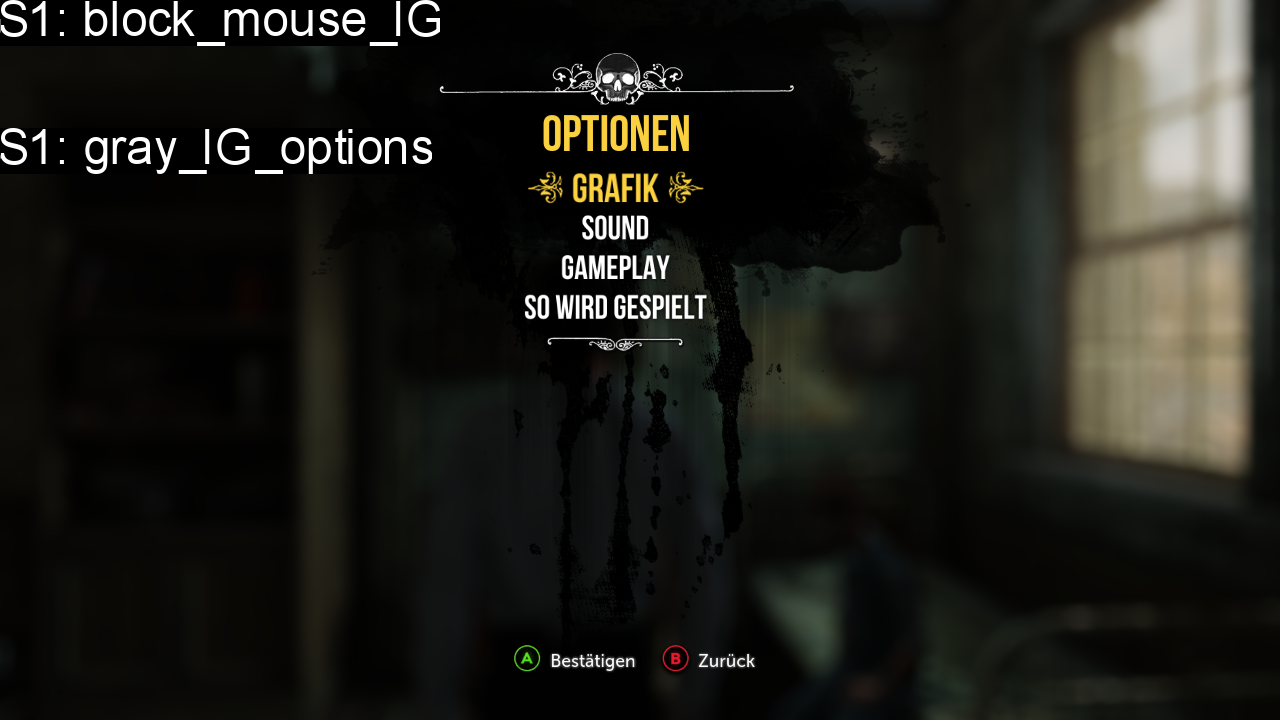 S1: block_mouse_IG
S1: gray_IG_options
OPTIONEN
GRAFIK
SOUND
GAMEPLAY
SO WIRD GESPIELT
A Bestätigen B Zurück